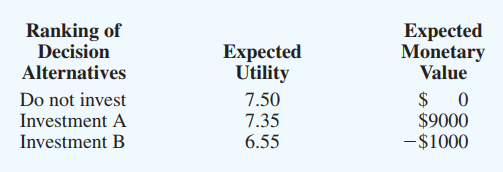 Ranking of Expected
Decision Expected Monetary
Alternatives Utility Value
Do not invest 7.50 $ 0
Investment A 7.35 $9000
Investment B 6.55 −$1000